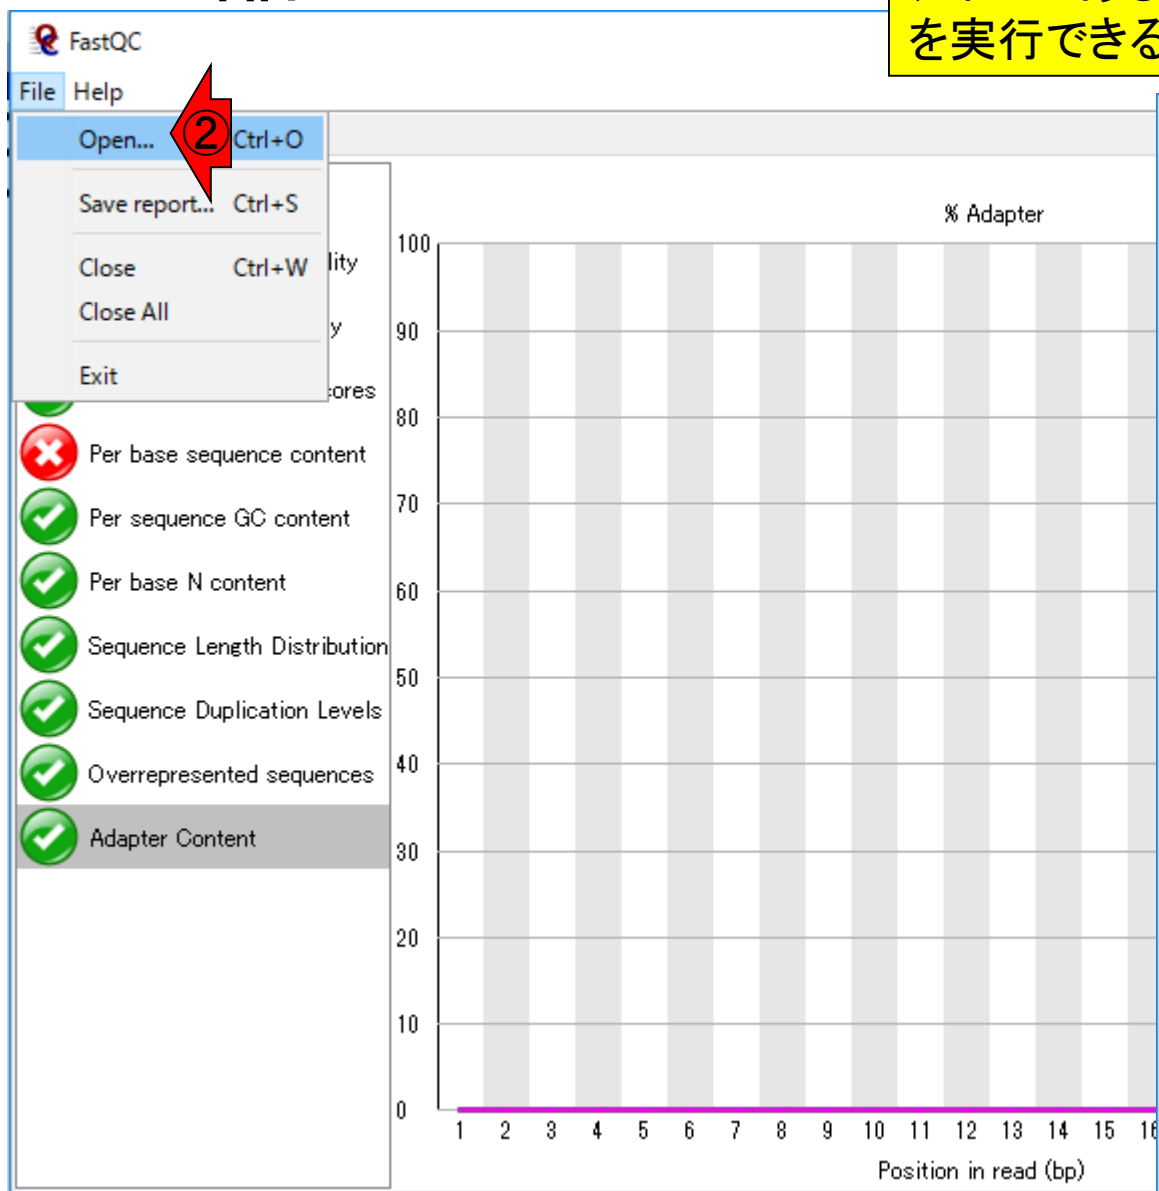 を実行できる
FastQC
File Help
Open... ② Ctrl+O
Save report... Ctrl+S
Close Ctrl+W
Close All
Exit
lity
y
cores
Per base sequence content
Per sequence GC content
Per base N content
Sequence Length Distribution
Sequence Duplication Levels
Overrepresented sequences
Adapter Content
% Adapter
100
90
80
70
60
50
40
30
20
10
0
1 2 3 4 5 6 7 8 9 10 11 12 13 14 15 16
Position in read (bp)